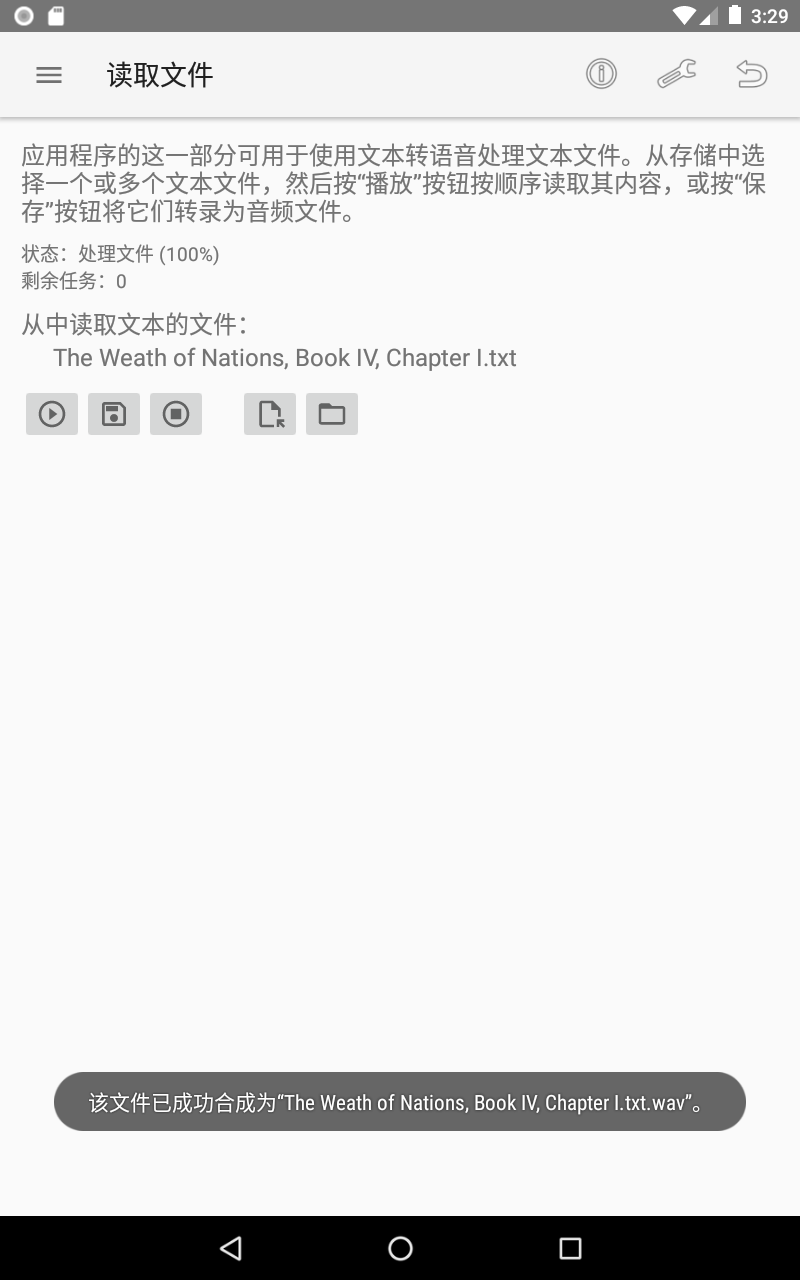 3:29
读取文件
应用程序的这一部分可用于使用文本转语音处理文本文件。从存储中选
择一个或多个文本文件，然后按“播放”按钮按顺序读取其内容，或按“保
存”按钮将它们转录为音频文件。
状态：处理文件 (100%)
剩余任务：0
从中读取文本的文件：
The Weath of Nations, Book IV, Chapter I.txt
该文件已成功合成为“The Weath of Nations, Book IV, Chapter I.txt.wav”。